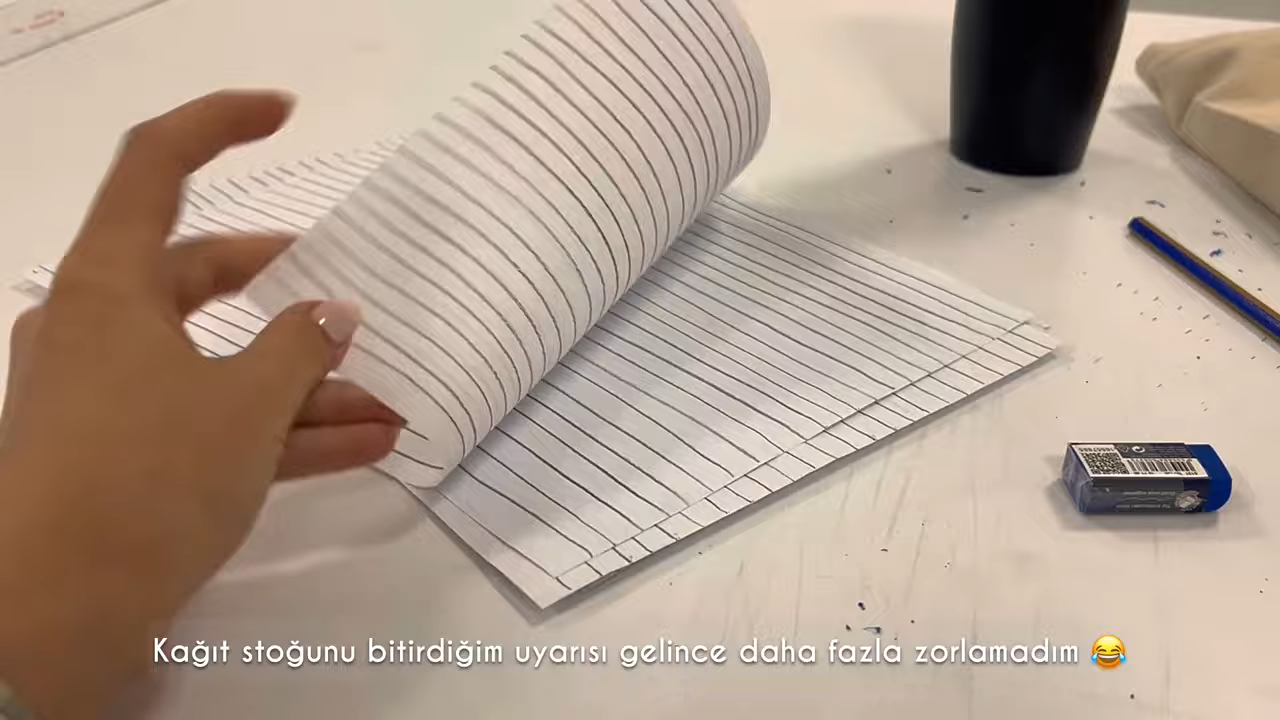 Kağıt stoğunu bitirdiğim uyarısı gelince daha fazla zorlamadım 😂